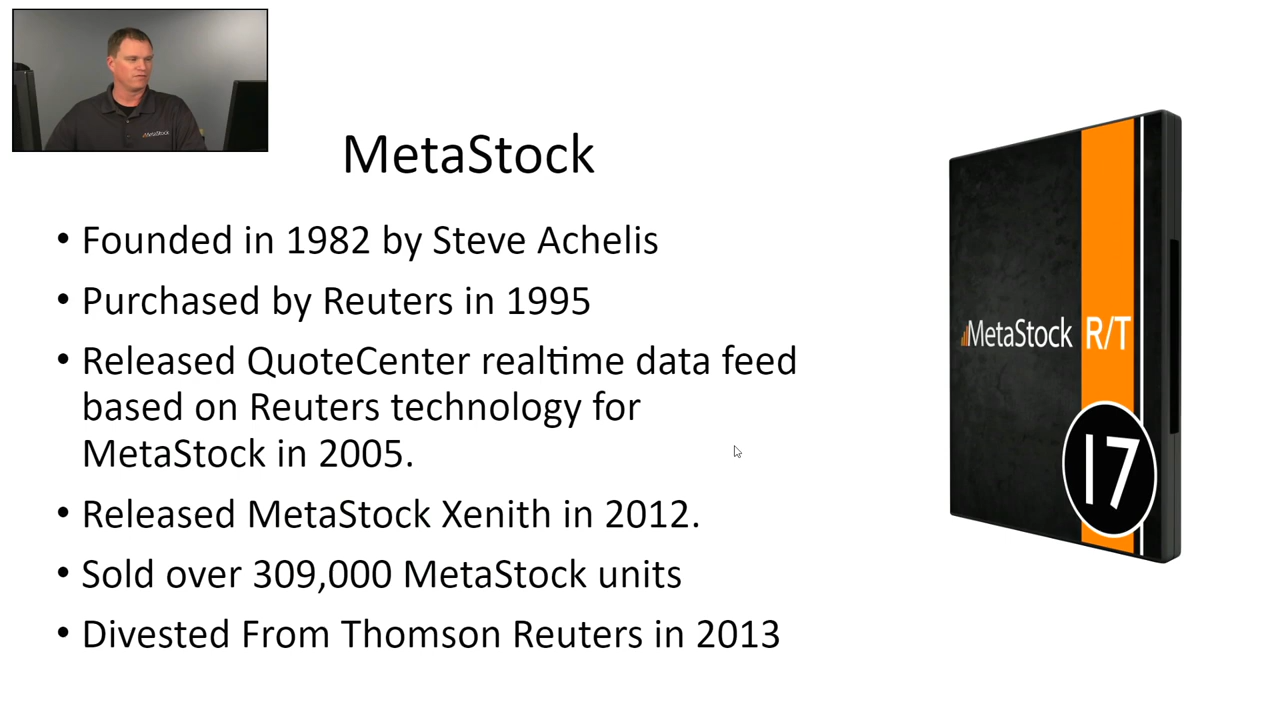 MetaStock
MetaStock
• Founded in 1982 by Steve Achelis
• Purchased by Reuters in 1995
• Released QuoteCenter realtime data feed
based on Reuters technology for
MetaStock in 2005.
• Released MetaStock Xenith in 2012.
• Sold over 309,000 MetaStock units
• Divested From Thomson Reuters in 2013
MetaStock R/T
17